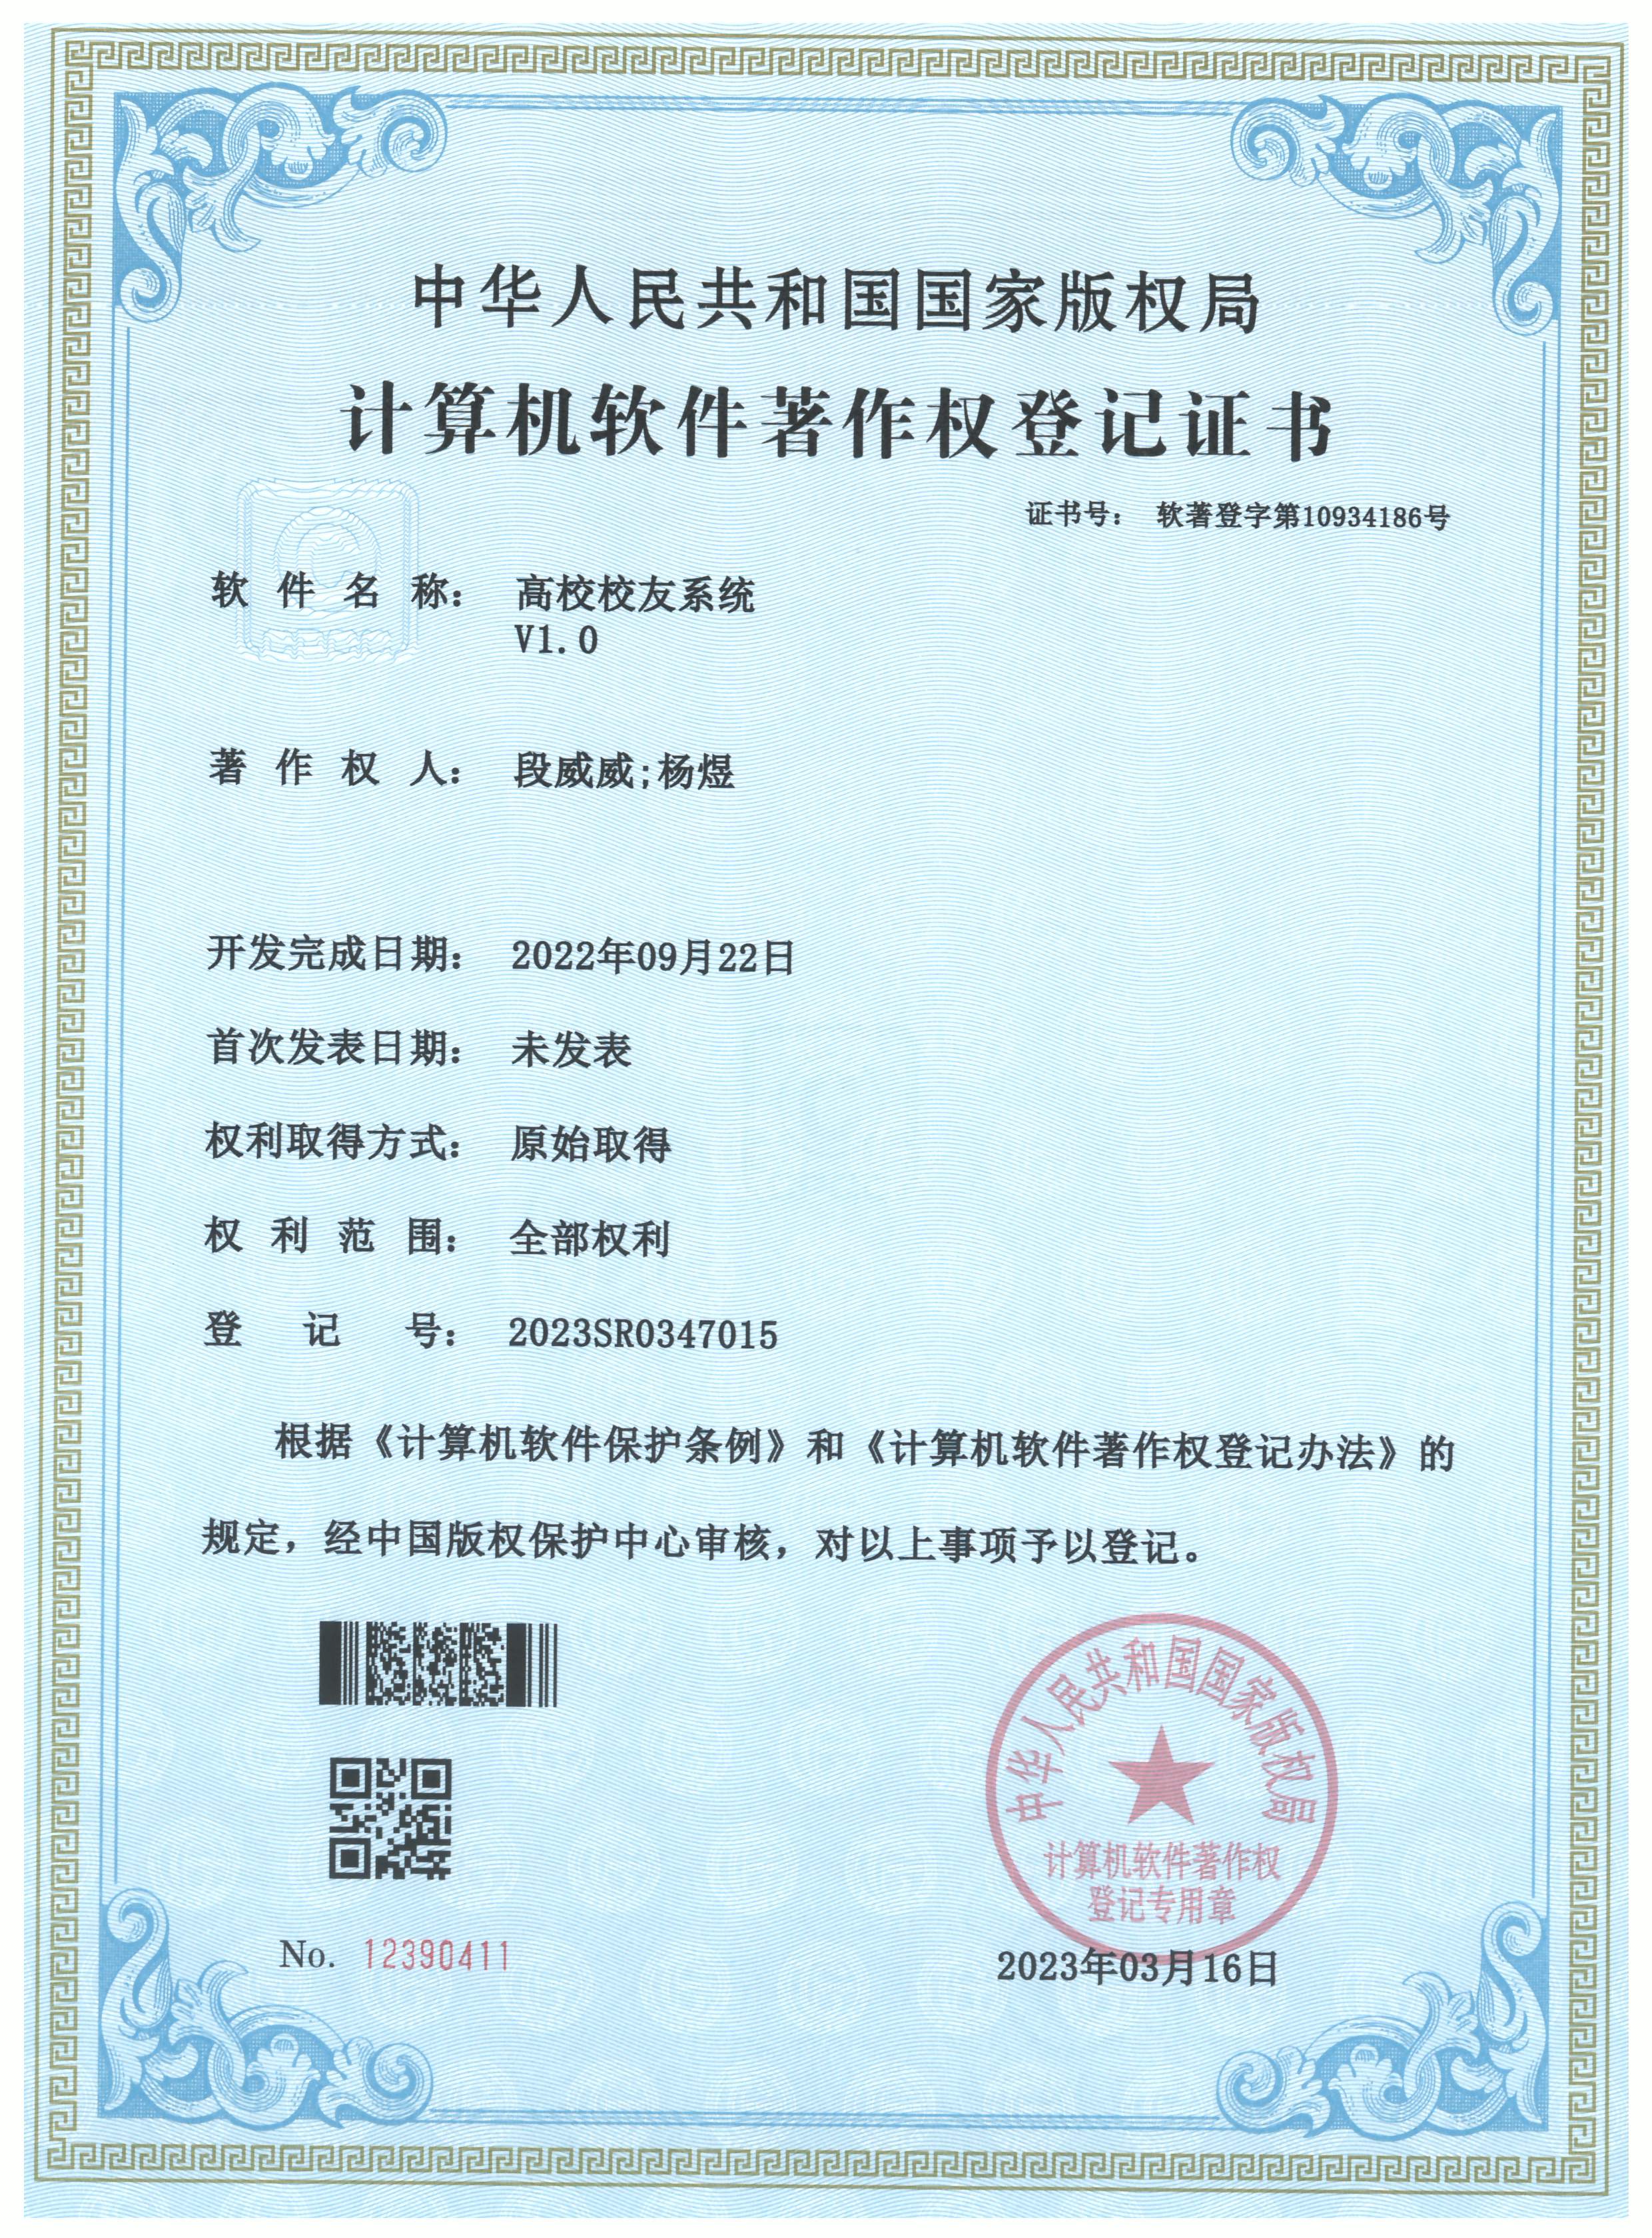 中华人民共和国国家版权局
计算机软件著作权登记证书
证书号： 软著登字第10934186号
软件名称： 高校校友系统
V1.0
著作权人： 段威威;杨煜
开发完成日期： 2022年09月22日
首次发表日期： 未发表
权利取得方式： 原始取得
权利范围： 全部权利
登记号： 2023SR0347015
根据《计算机软件保护条例》和《计算机软件著作权登记办法》的
规定，经中国版权保护中心审核，对以上事项予以登记。
中华人民共和国国家版权局
计算机软件著作权
登记专用章
No. 12390411
2023年03月16日